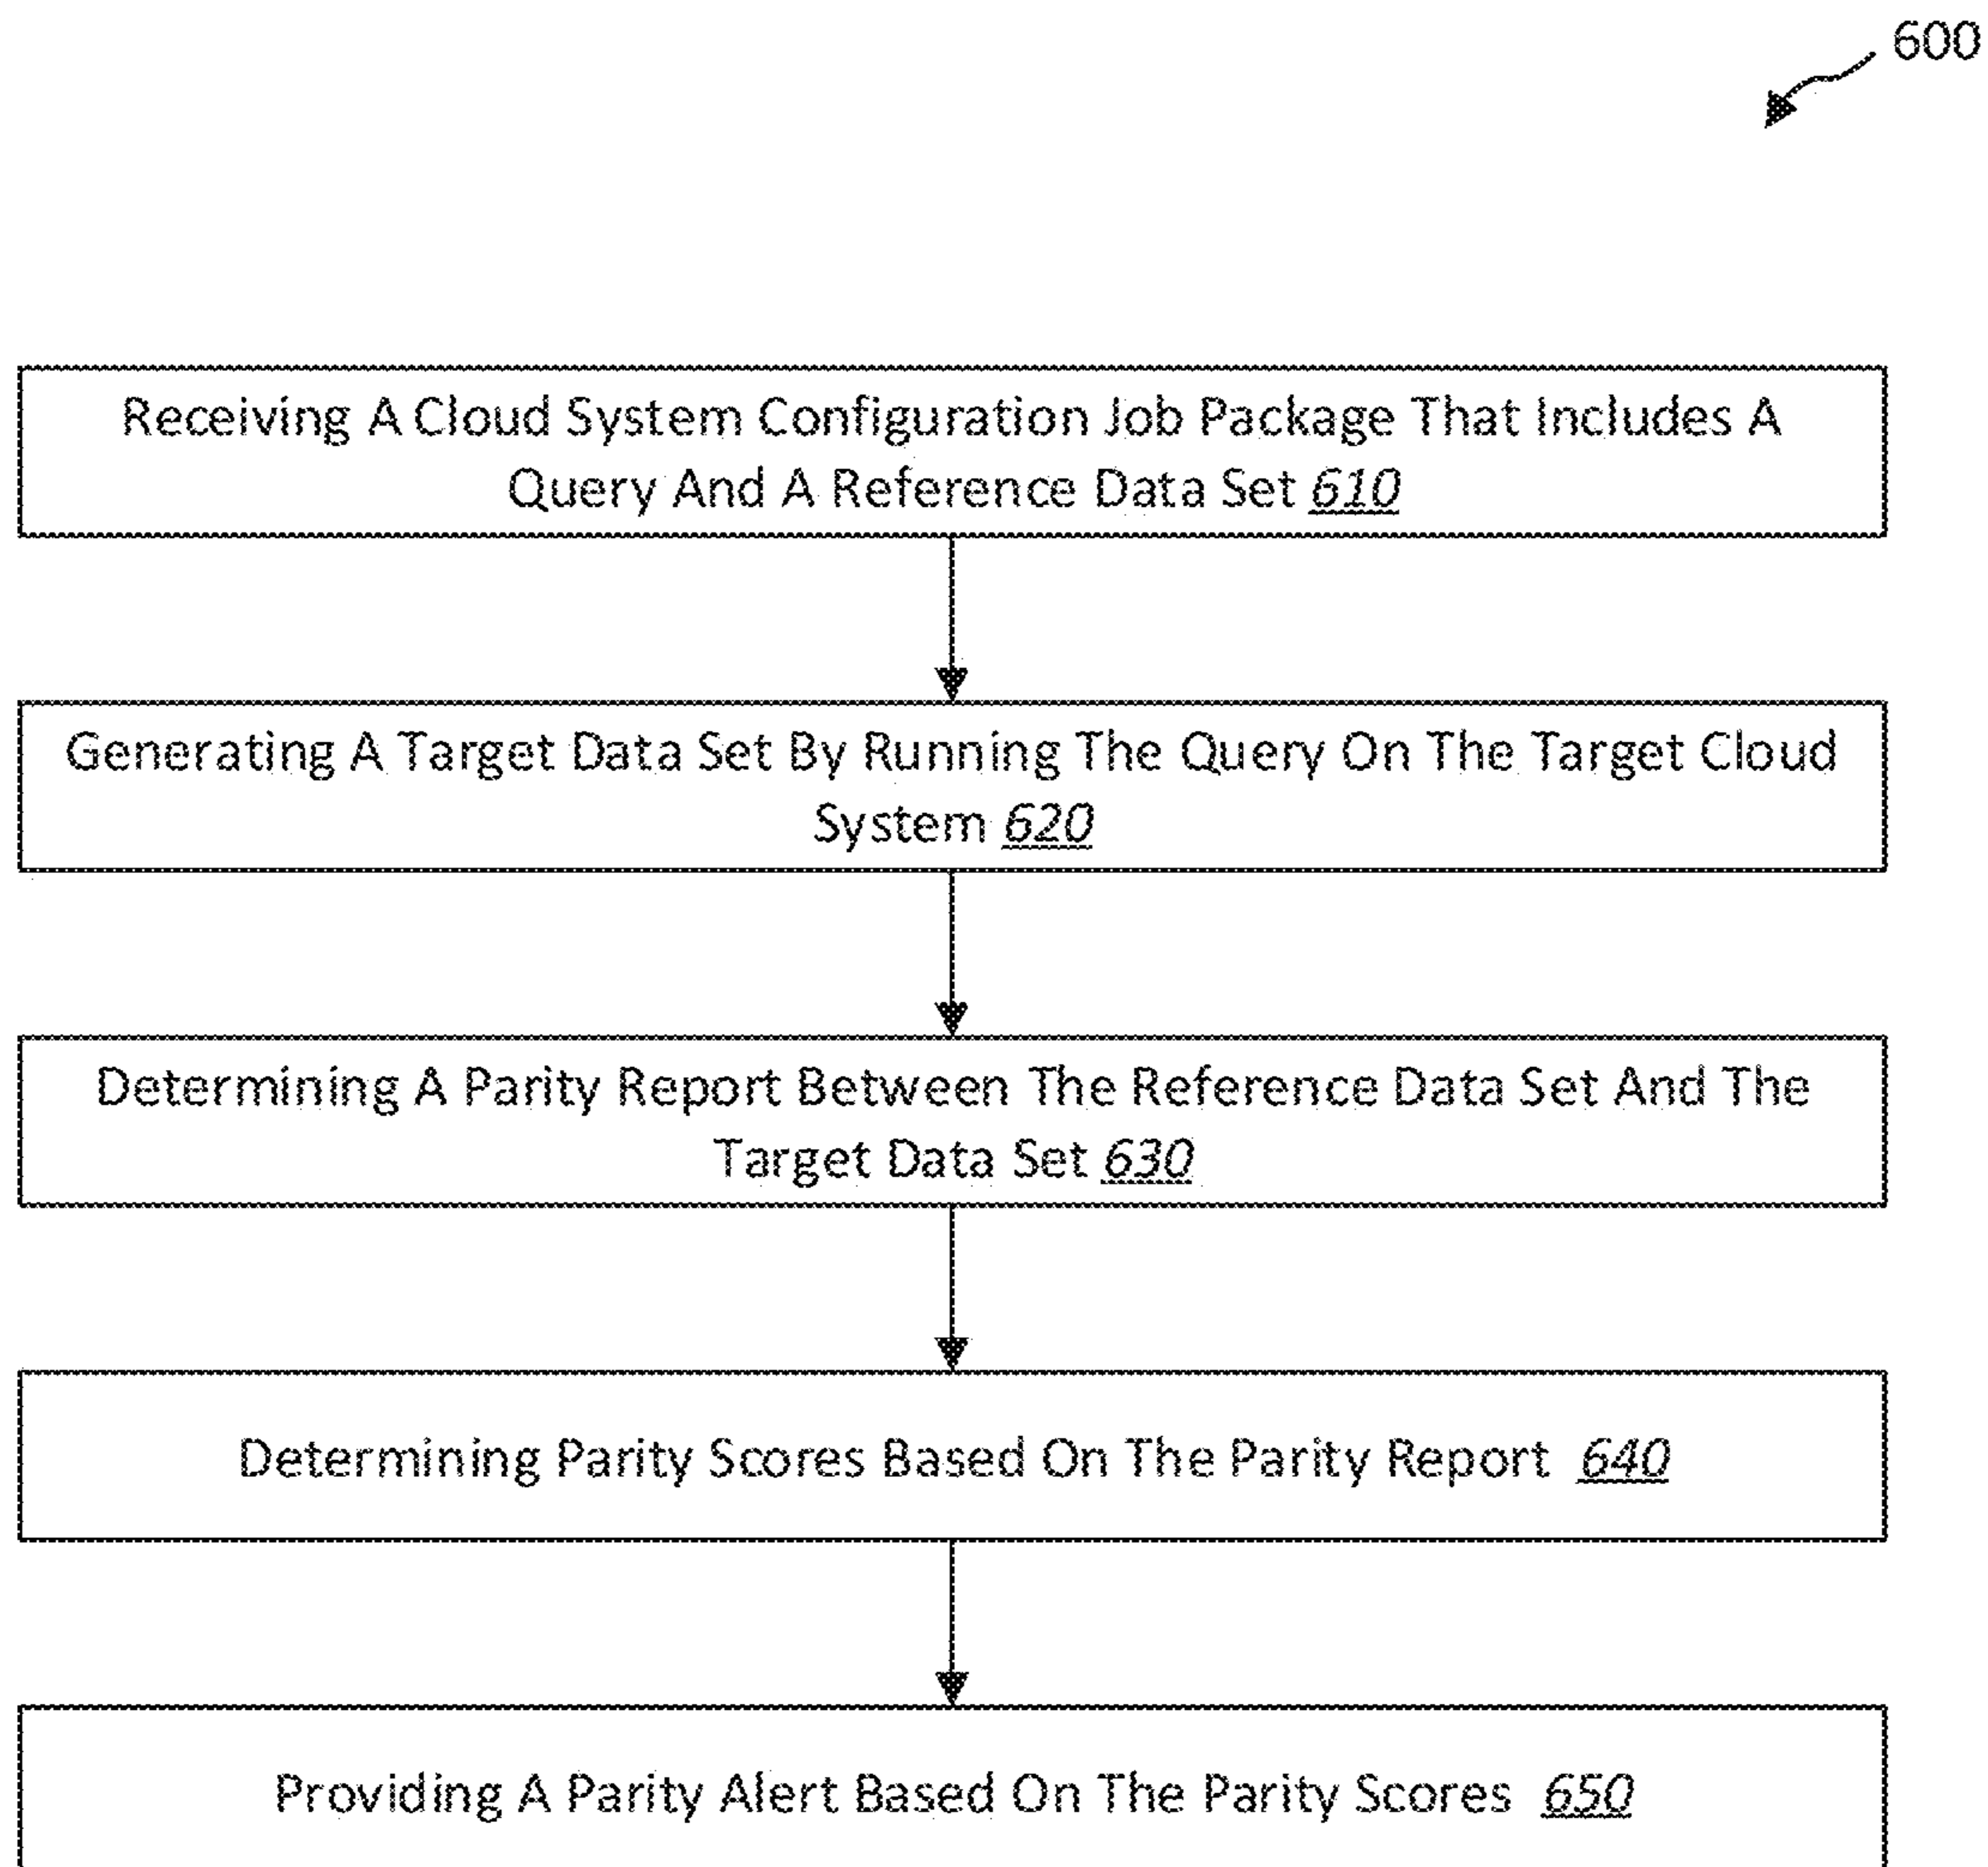 600
Receiving A Cloud System Configuration Job Package That Includes A
Query And A Reference Data Set 610
Generating A Target Data Set By Running The Query On The Target Cloud
System 620
Determining A Parity Report Between The Reference Data Set And The
Target Data Set 630
Determining Parity Scores Based On The Parity Report 640
Providing A Parity Alert Based On The Parity Scores 650